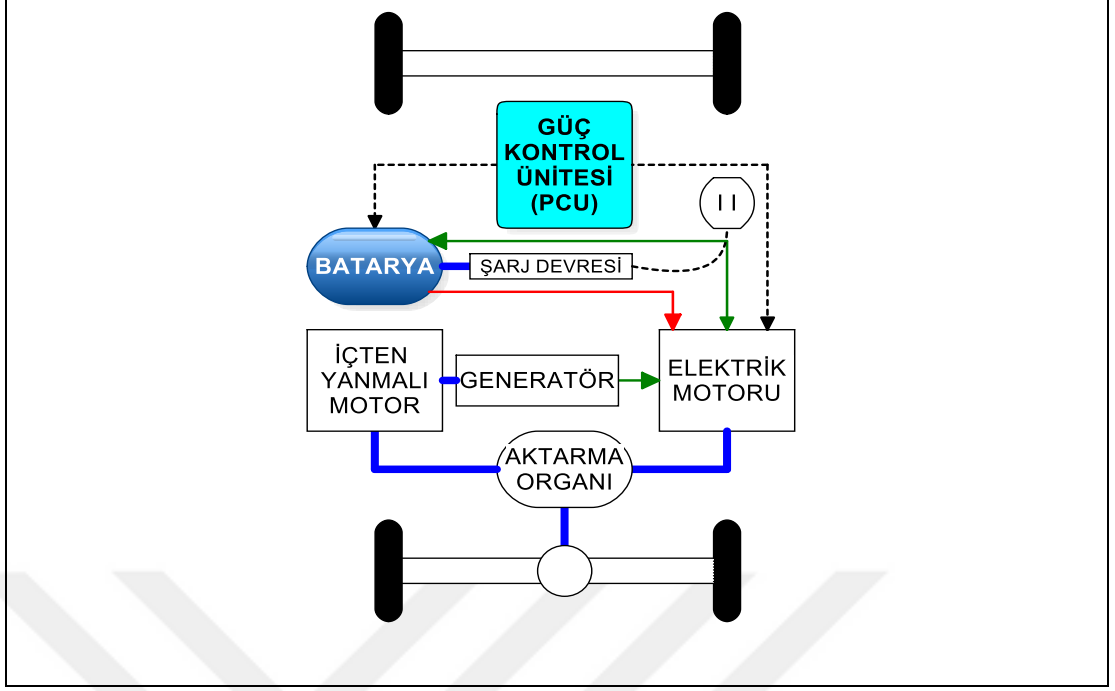 GÜÇ
KONTROL
ÜNİTESİ
(PCU)
I I
BATARYA
ŞARJ DEVRESİ
İÇTEN
YANMALI
MOTOR
GENERATÖR
ELEKTRİK
MOTORU
AKTARMA
ORGANI